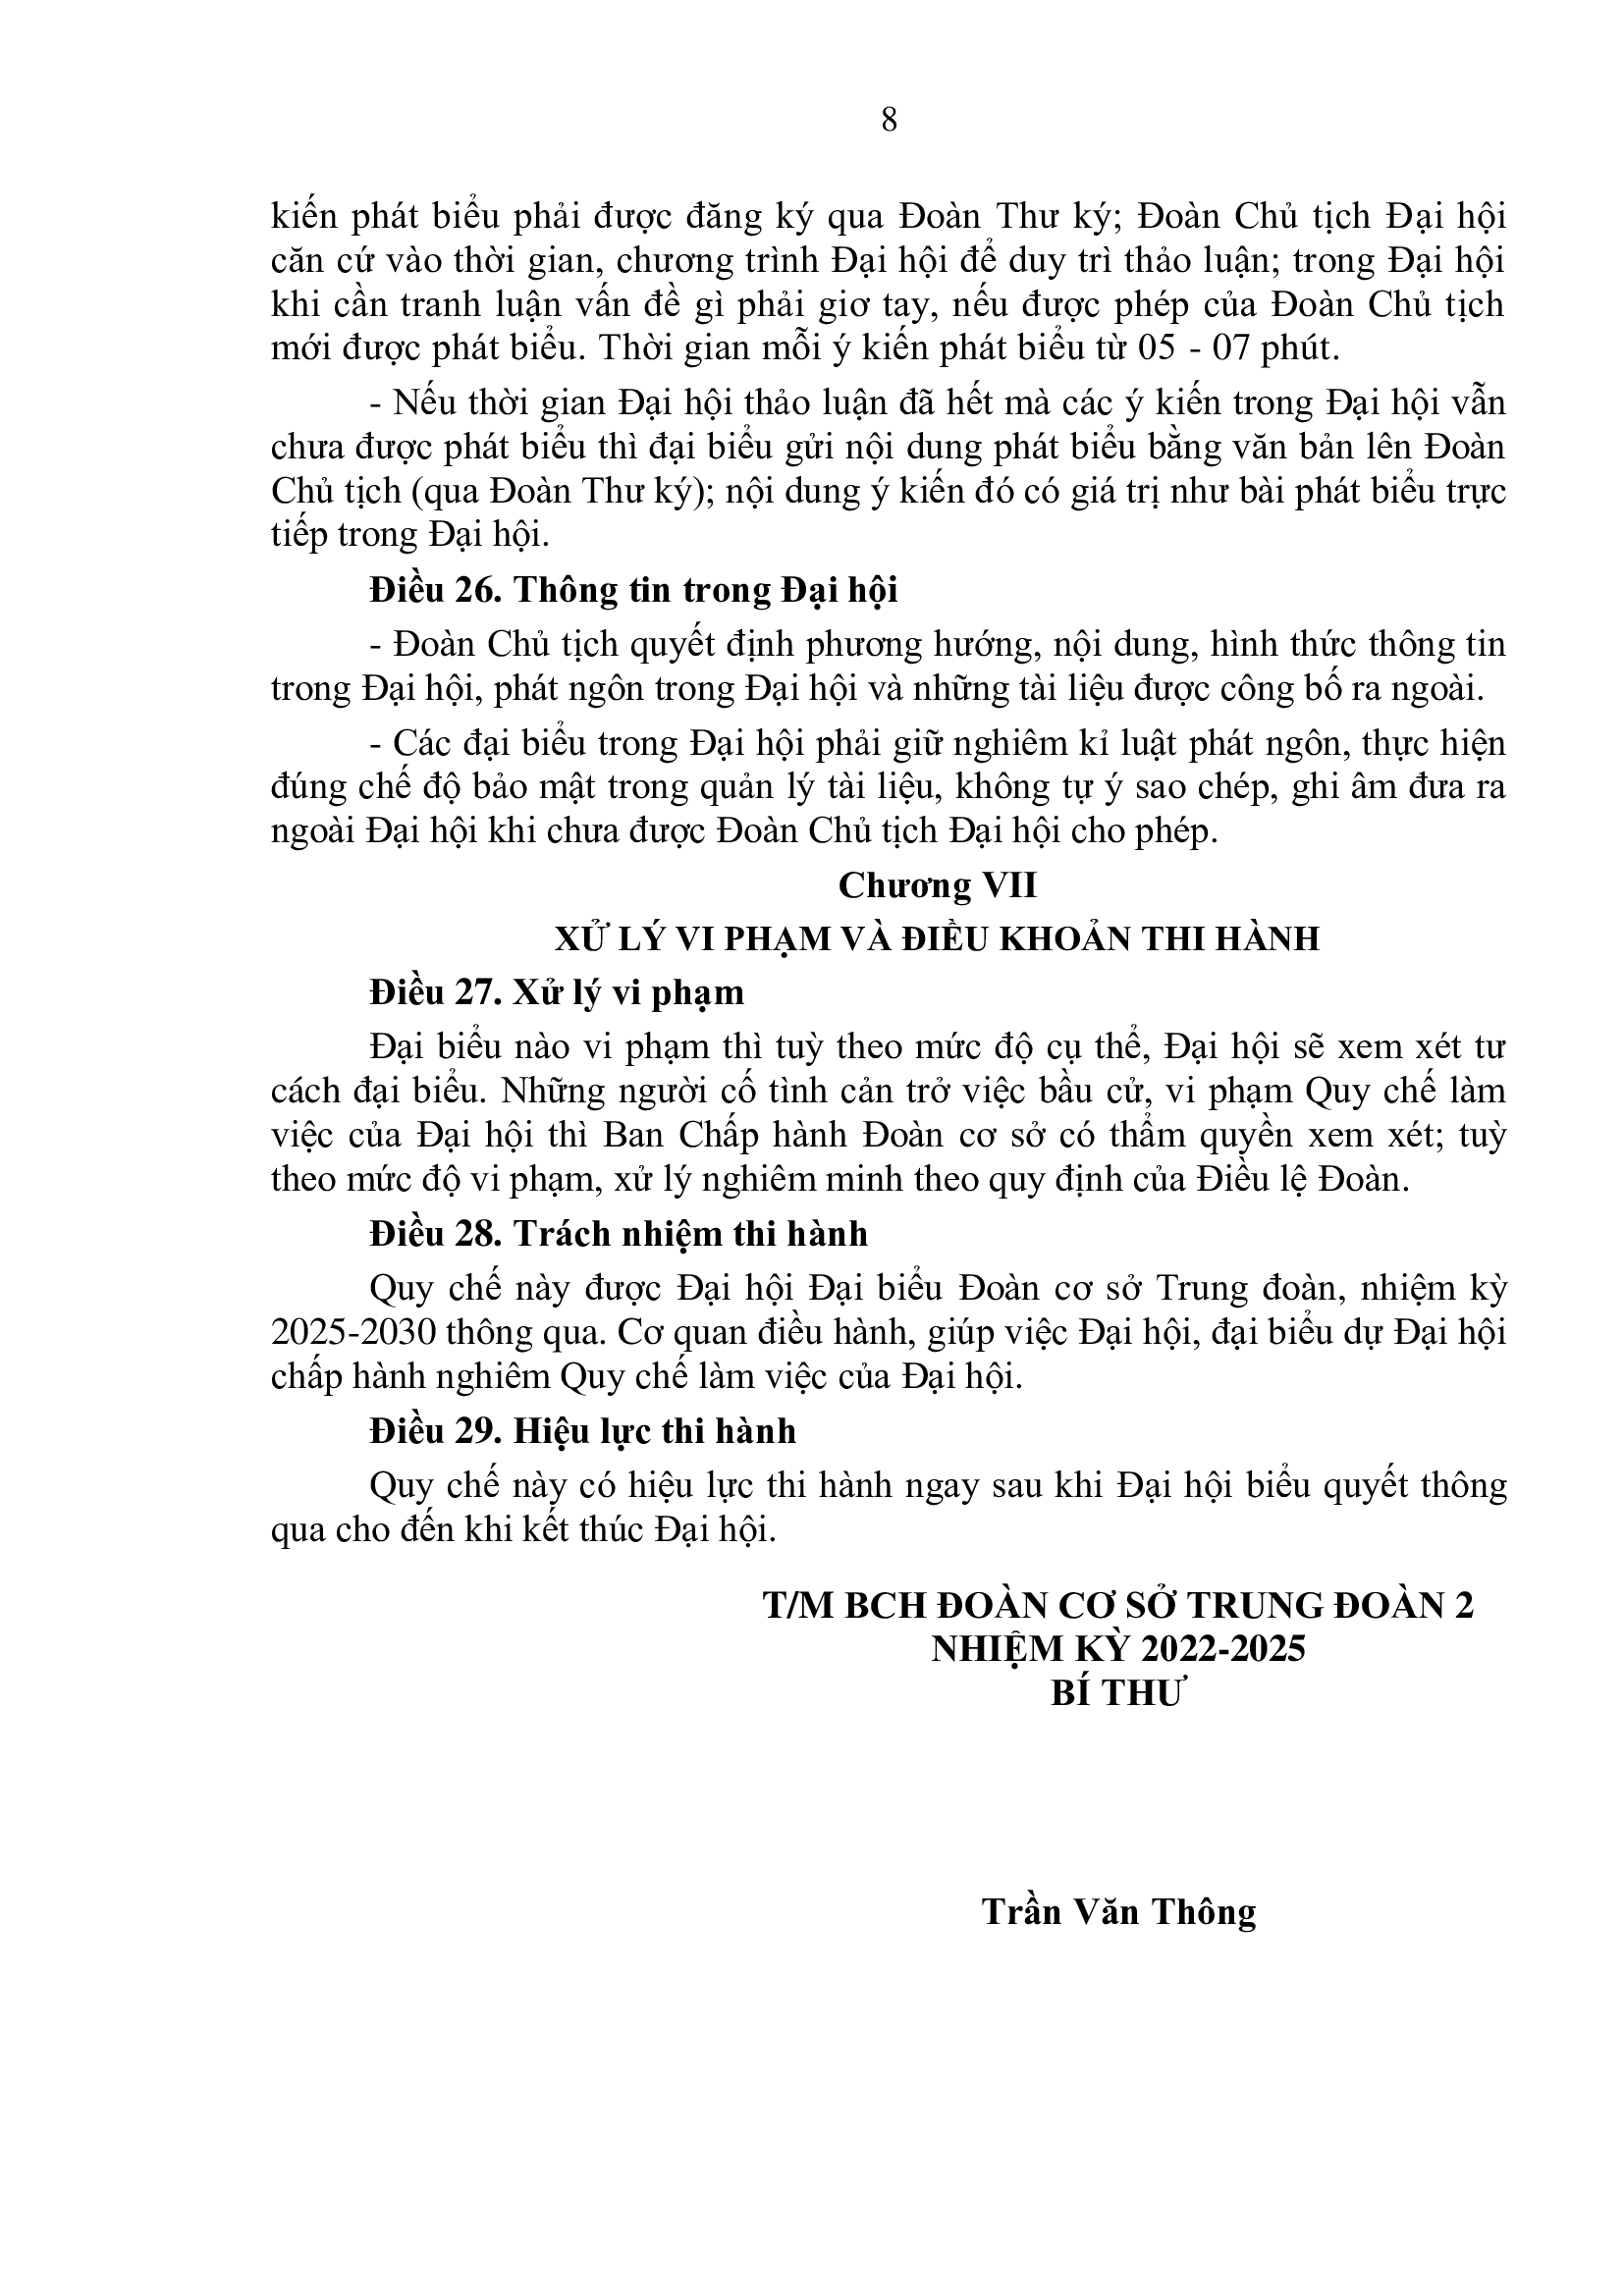 8
kiến phát biểu phải được đăng ký qua Đoàn Thư ký; Đoàn Chủ tịch Đại hội
căn cứ vào thời gian, chương trình Đại hội để duy trì thảo luận; trong Đại hội
khi cần tranh luận vấn đề gì phải giơ tay, nếu được phép của Đoàn Chủ tịch
mới được phát biểu. Thời gian mỗi ý kiến phát biểu từ 05 - 07 phút.
- Nếu thời gian Đại hội thảo luận đã hết mà các ý kiến trong Đại hội vẫn
chưa được phát biểu thì đại biểu gửi nội dung phát biểu bằng văn bản lên Đoàn
Chủ tịch (qua Đoàn Thư ký); nội dung ý kiến đó có giá trị như bài phát biểu trực
tiếp trong Đại hội.
Điều 26. Thông tin trong Đại hội
- Đoàn Chủ tịch quyết định phương hướng, nội dung, hình thức thông tin
trong Đại hội, phát ngôn trong Đại hội và những tài liệu được công bố ra ngoài.
- Các đại biểu trong Đại hội phải giữ nghiêm kỉ luật phát ngôn, thực hiện
đúng chế độ bảo mật trong quản lý tài liệu, không tự ý sao chép, ghi âm đưa ra
ngoài Đại hội khi chưa được Đoàn Chủ tịch Đại hội cho phép.
Chương VII
XỬ LÝ VI PHẠM VÀ ĐIỀU KHOẢN THI HÀNH
Điều 27. Xử lý vi phạm
Đại biểu nào vi phạm thì tuỳ theo mức độ cụ thể, Đại hội sẽ xem xét tư
cách đại biểu. Những người cố tình cản trở việc bầu cử, vi phạm Quy chế làm
việc của Đại hội thì Ban Chấp hành Đoàn cơ sở có thẩm quyền xem xét; tuỳ
theo mức độ vi phạm, xử lý nghiêm minh theo quy định của Điều lệ Đoàn.
Điều 28. Trách nhiệm thi hành
Quy chế này được Đại hội Đại biểu Đoàn cơ sở Trung đoàn, nhiệm kỳ
2025-2030 thông qua. Cơ quan điều hành, giúp việc Đại hội, đại biểu dự Đại hội
chấp hành nghiêm Quy chế làm việc của Đại hội.
Điều 29. Hiệu lực thi hành
Quy chế này có hiệu lực thi hành ngay sau khi Đại hội biểu quyết thông
qua cho đến khi kết thúc Đại hội.
T/M BCH ĐOÀN CƠ SỞ TRUNG ĐOÀN 2
NHIỆM KỲ 2022-2025
BÍ THƯ
Trần Văn Thông